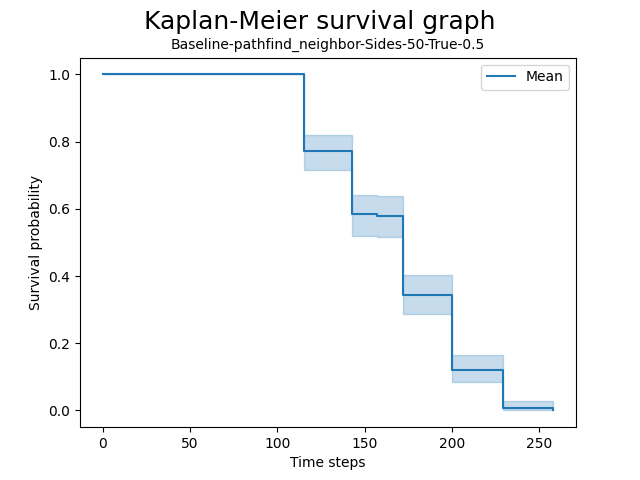 Kaplan-Meier survival graph
Baseline-pathfind_neighbor-Sides-50-True-0.5
Mean
1.0
0.8
0.6
0.4
0.2
0.0
Survival probability
0 50 100 150 200 250
Time steps